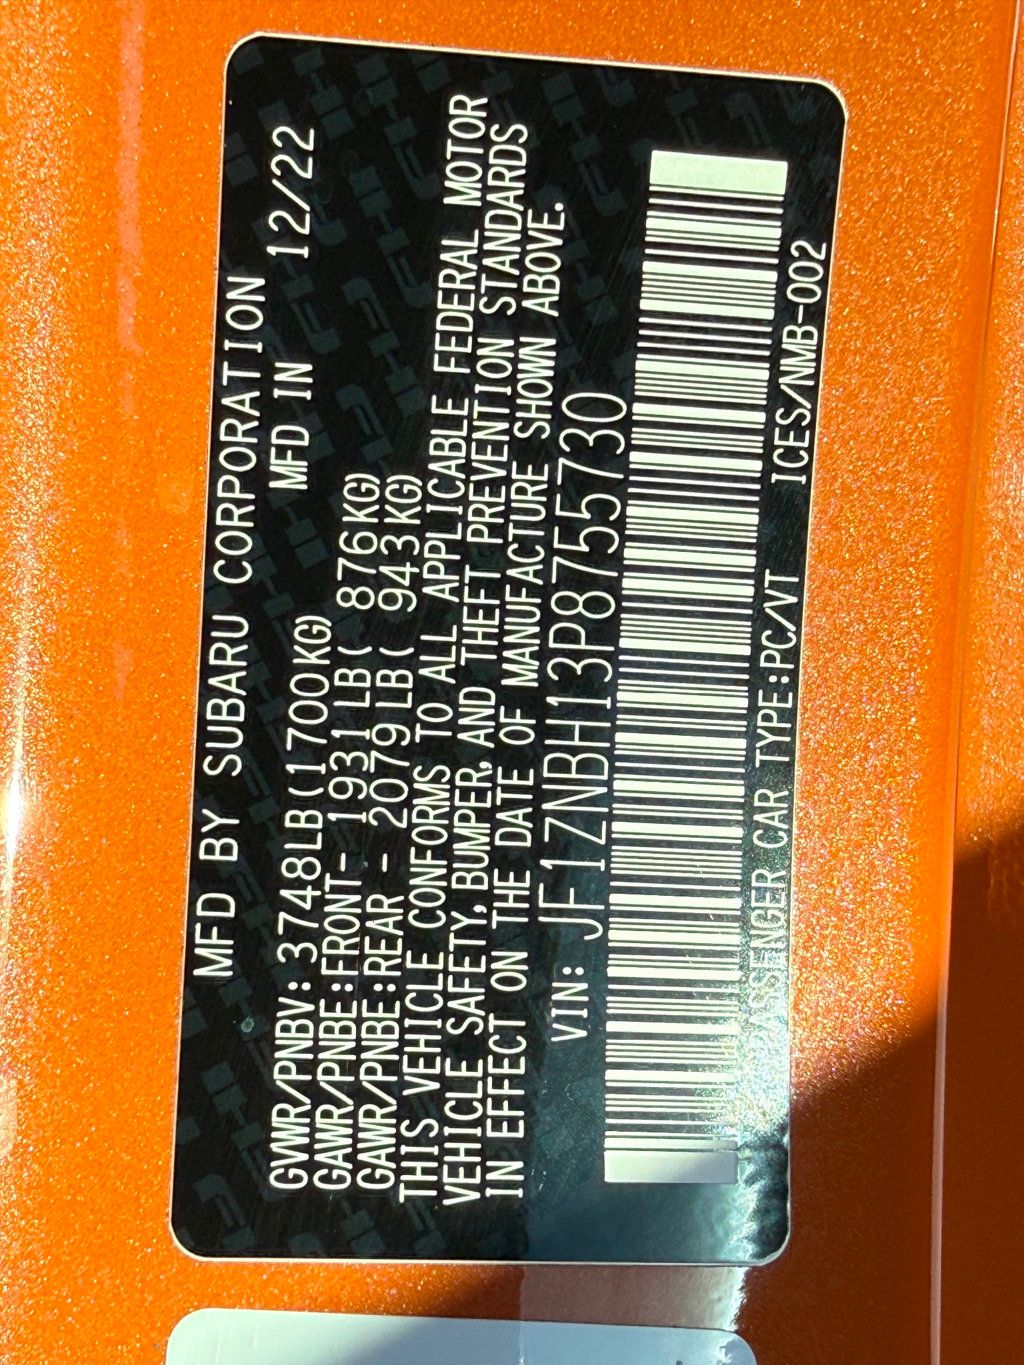 MFD BY SUBARU CORPORATION
MFD IN 12/22
GVWR/PNBV:3748LB(1700KG)
GAWR/PNBE:FRONT- 1931LB( 876KG)
GAWR/PNBE:REAR - 2079LB( 943KG)
THIS VEHICLE CONFORMS TO ALL APPLICABLE FEDERAL MOTOR
VEHICLE SAFETY, BUMPER, AND THEFT PREVENTION STANDARDS
IN EFFECT ON THE DATE OF MANUFACTURE SHOWN ABOVE.
VIN: JF1ZNBH13P8755730
PASSENGER CAR TYPE:PC/VT ICES/NMB-002